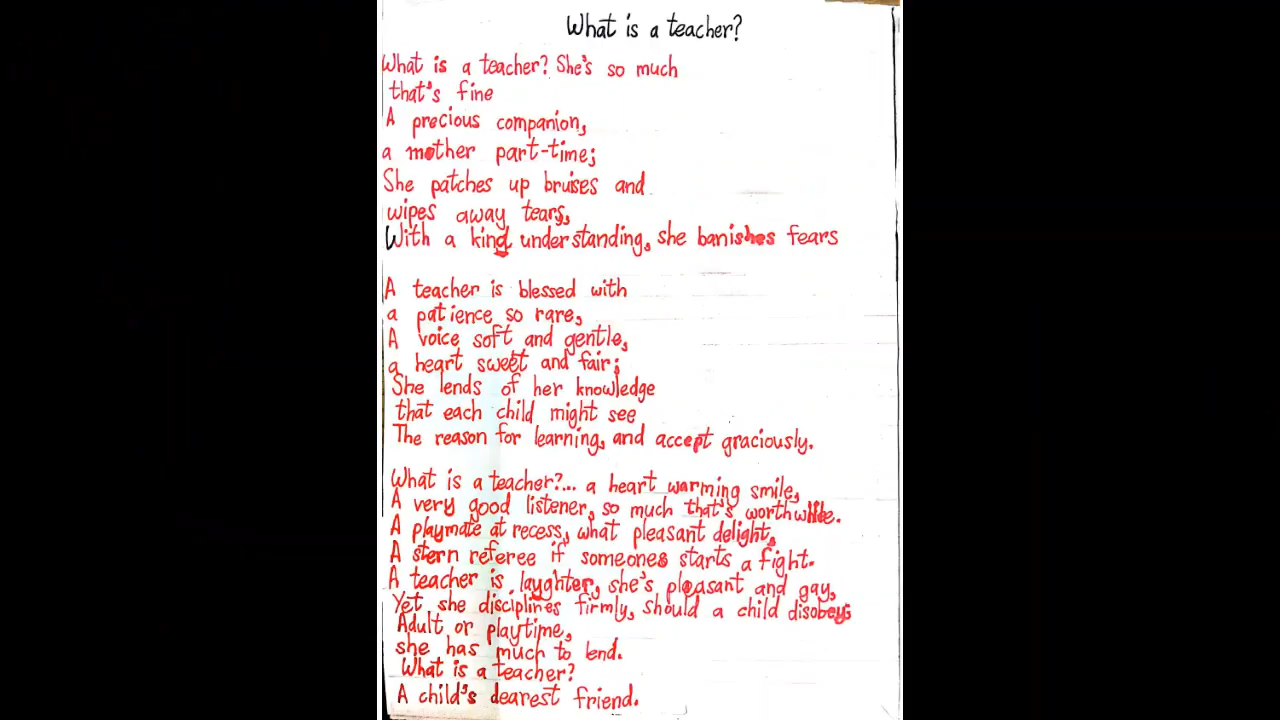 What is a teacher?
What is a teacher? She's so much
that's fine
A precious companion,
a mother part-time;
She patches up bruises and
wipes away tears,
With a kind understanding, she banishes fears
A teacher is blessed with
a patience so rare,
A voice soft and gentle,
a heart sweet and fair;
She lends of her knowledge
that each child might see
The reason for learning, and accept graciously.
What is a teacher?... a heart warming smile,
A very good listener, so much that's worthwhile.
A playmate at recess, what pleasant delight,
A stern referee if someones starts a fight.
A teacher is laughter, she's pleasant and gay,
Yet she disciplines firmly, should a child disobeys
Adult or playtime,
she has much to lend.
What is a teacher?
A child's dearest friend.